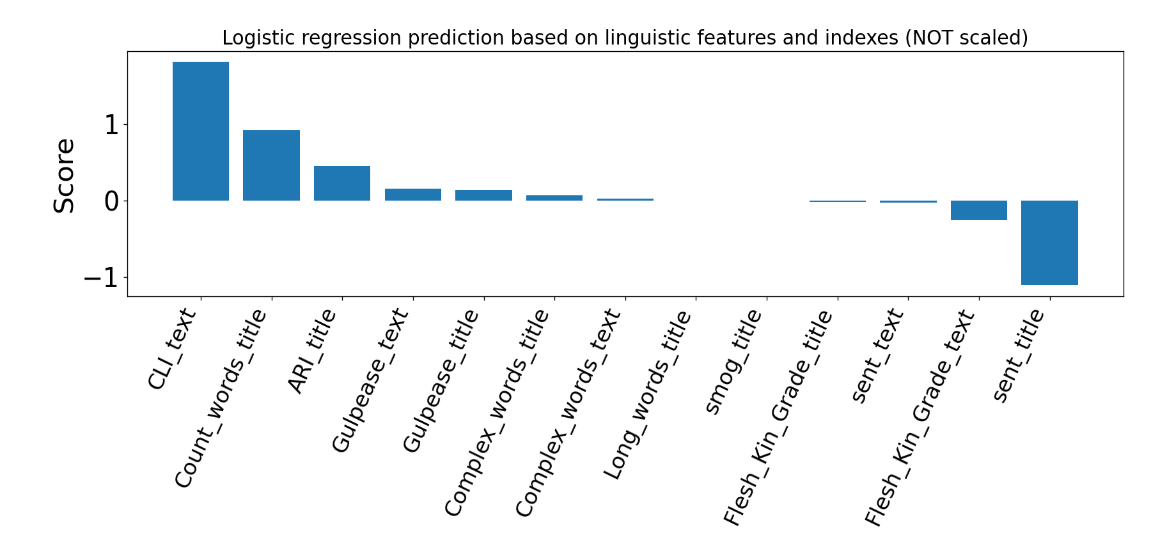 Logistic regression prediction based on linguistic features and indexes (NOT scaled)
Score
1
0
−1
CLI_text
Count_words_title
ARI_title
Gulpease_text
Gulpease_title
Complex_words_title
Complex_words_text
Long_words_title
smog_title
Flesh_Kin_Grade_title
sent_text
Flesh_Kin_Grade_text
sent_title